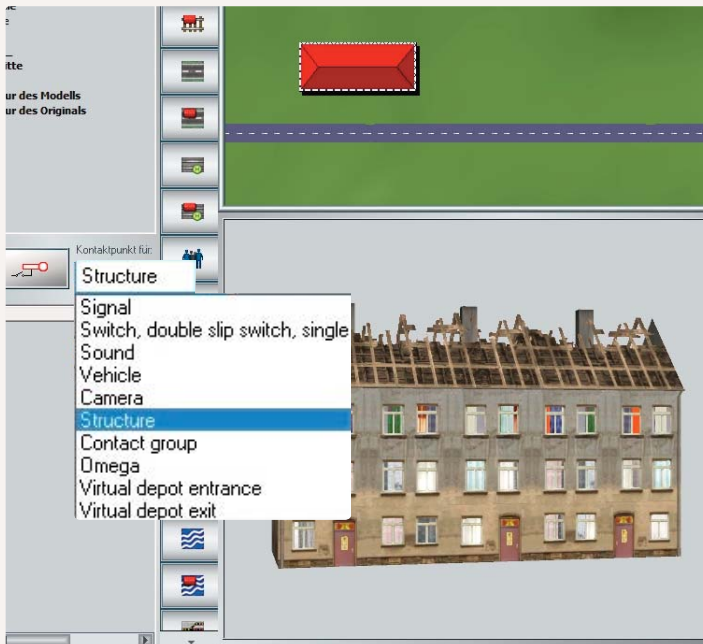 itte
ur des Modells
ur des Originals
Kontaktpunkt für:
Structure
Signal
Switch, double slip switch, single
Sound
Vehicle
Camera
Structure
Contact group
Omega
Virtual depot entrance
Virtual depot exit